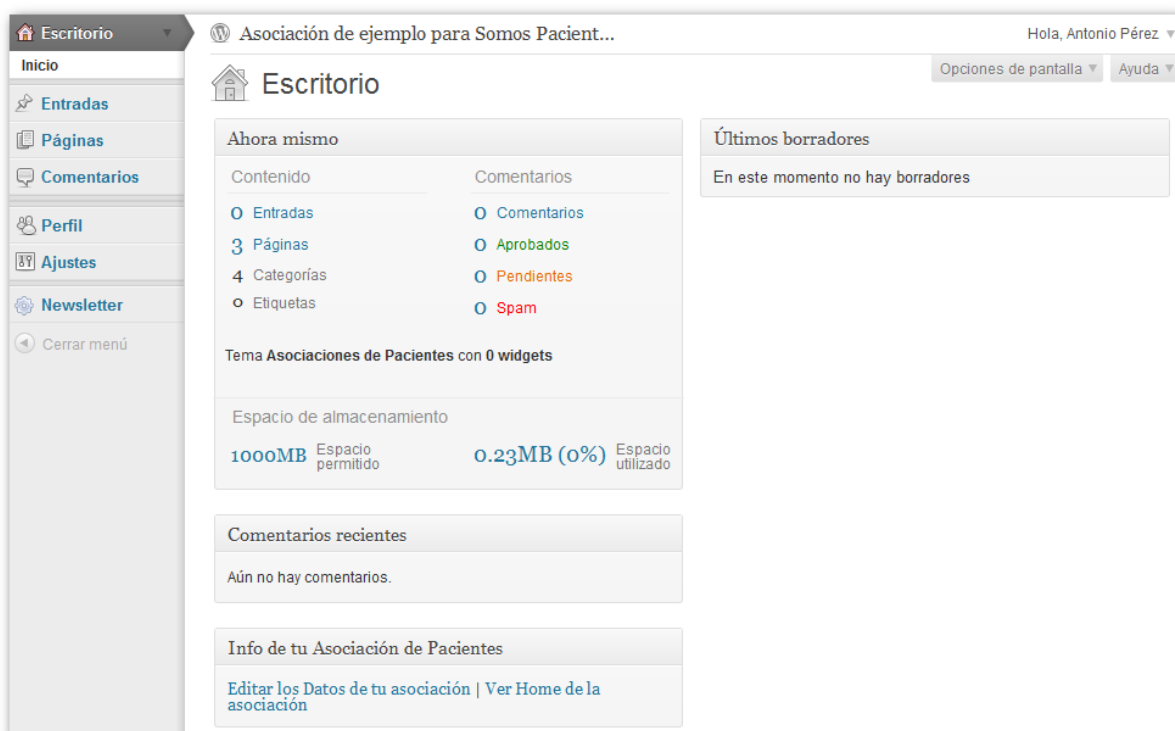 Escritorio
Inicio
Entradas
Páginas
Comentarios
Perfil
Ajustes
Newsletter
Cerrar menú
Asociación de ejemplo para Somos Pacient...
Hola, Antonio Pérez
Opciones de pantalla
Ayuda
Escritorio
Ahora mismo
Contenido
Comentarios
0 Entradas
0 Comentarios
3 Páginas
0 Aprobados
4 Categorías
0 Pendientes
0 Etiquetas
0 Spam
Tema Asociaciones de Pacientes con 0 widgets
Espacio de almacenamiento
1000MB Espacio permitido
0.23MB (0%) Espacio utilizado
Comentarios recientes
Aún no hay comentarios.
Info de tu Asociación de Pacientes
Editar los Datos de tu asociación | Ver Home de la
asociación
Últimos borradores
En este momento no hay borradores